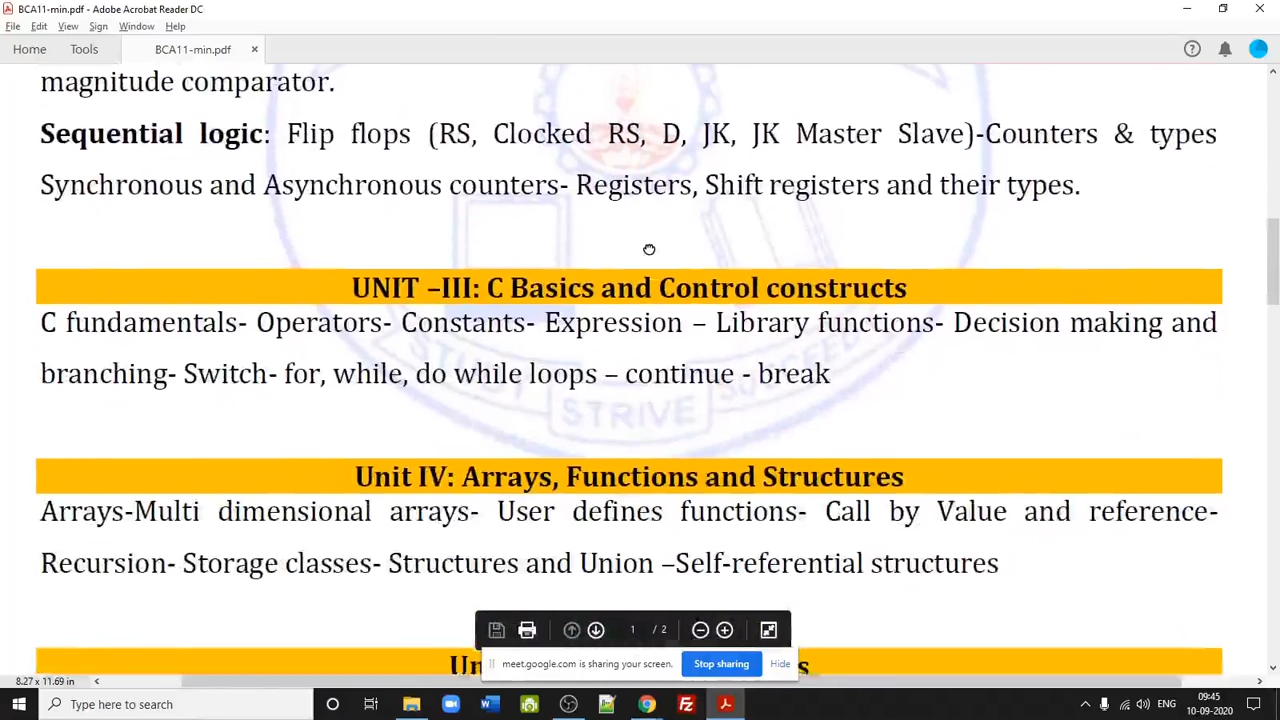 BCA11-min.pdf - Adobe Acrobat Reader DC
File Edit View Sign Window Help
Home Tools BCA11-min.pdf ×
magnitude comparator.
Sequential logic: Flip flops (RS, Clocked RS, D, JK, JK Master Slave)-Counters & types
Synchronous and Asynchronous counters- Registers, Shift registers and their types.
UNIT –III: C Basics and Control constructs
C fundamentals- Operators- Constants- Expression – Library functions- Decision making and
branching- Switch- for, while, do while loops – continue - break
STRIVE
Unit IV: Arrays, Functions and Structures
Arrays-Multi dimensional arrays- User defines functions- Call by Value and reference-
Recursion- Storage classes- Structures and Union –Self-referential structures
1 / 2
meet.google.com is sharing your screen. Stop sharing Hide
8.27 x 11.69 in
Type here to search
ENG
09:45
10-09-2020